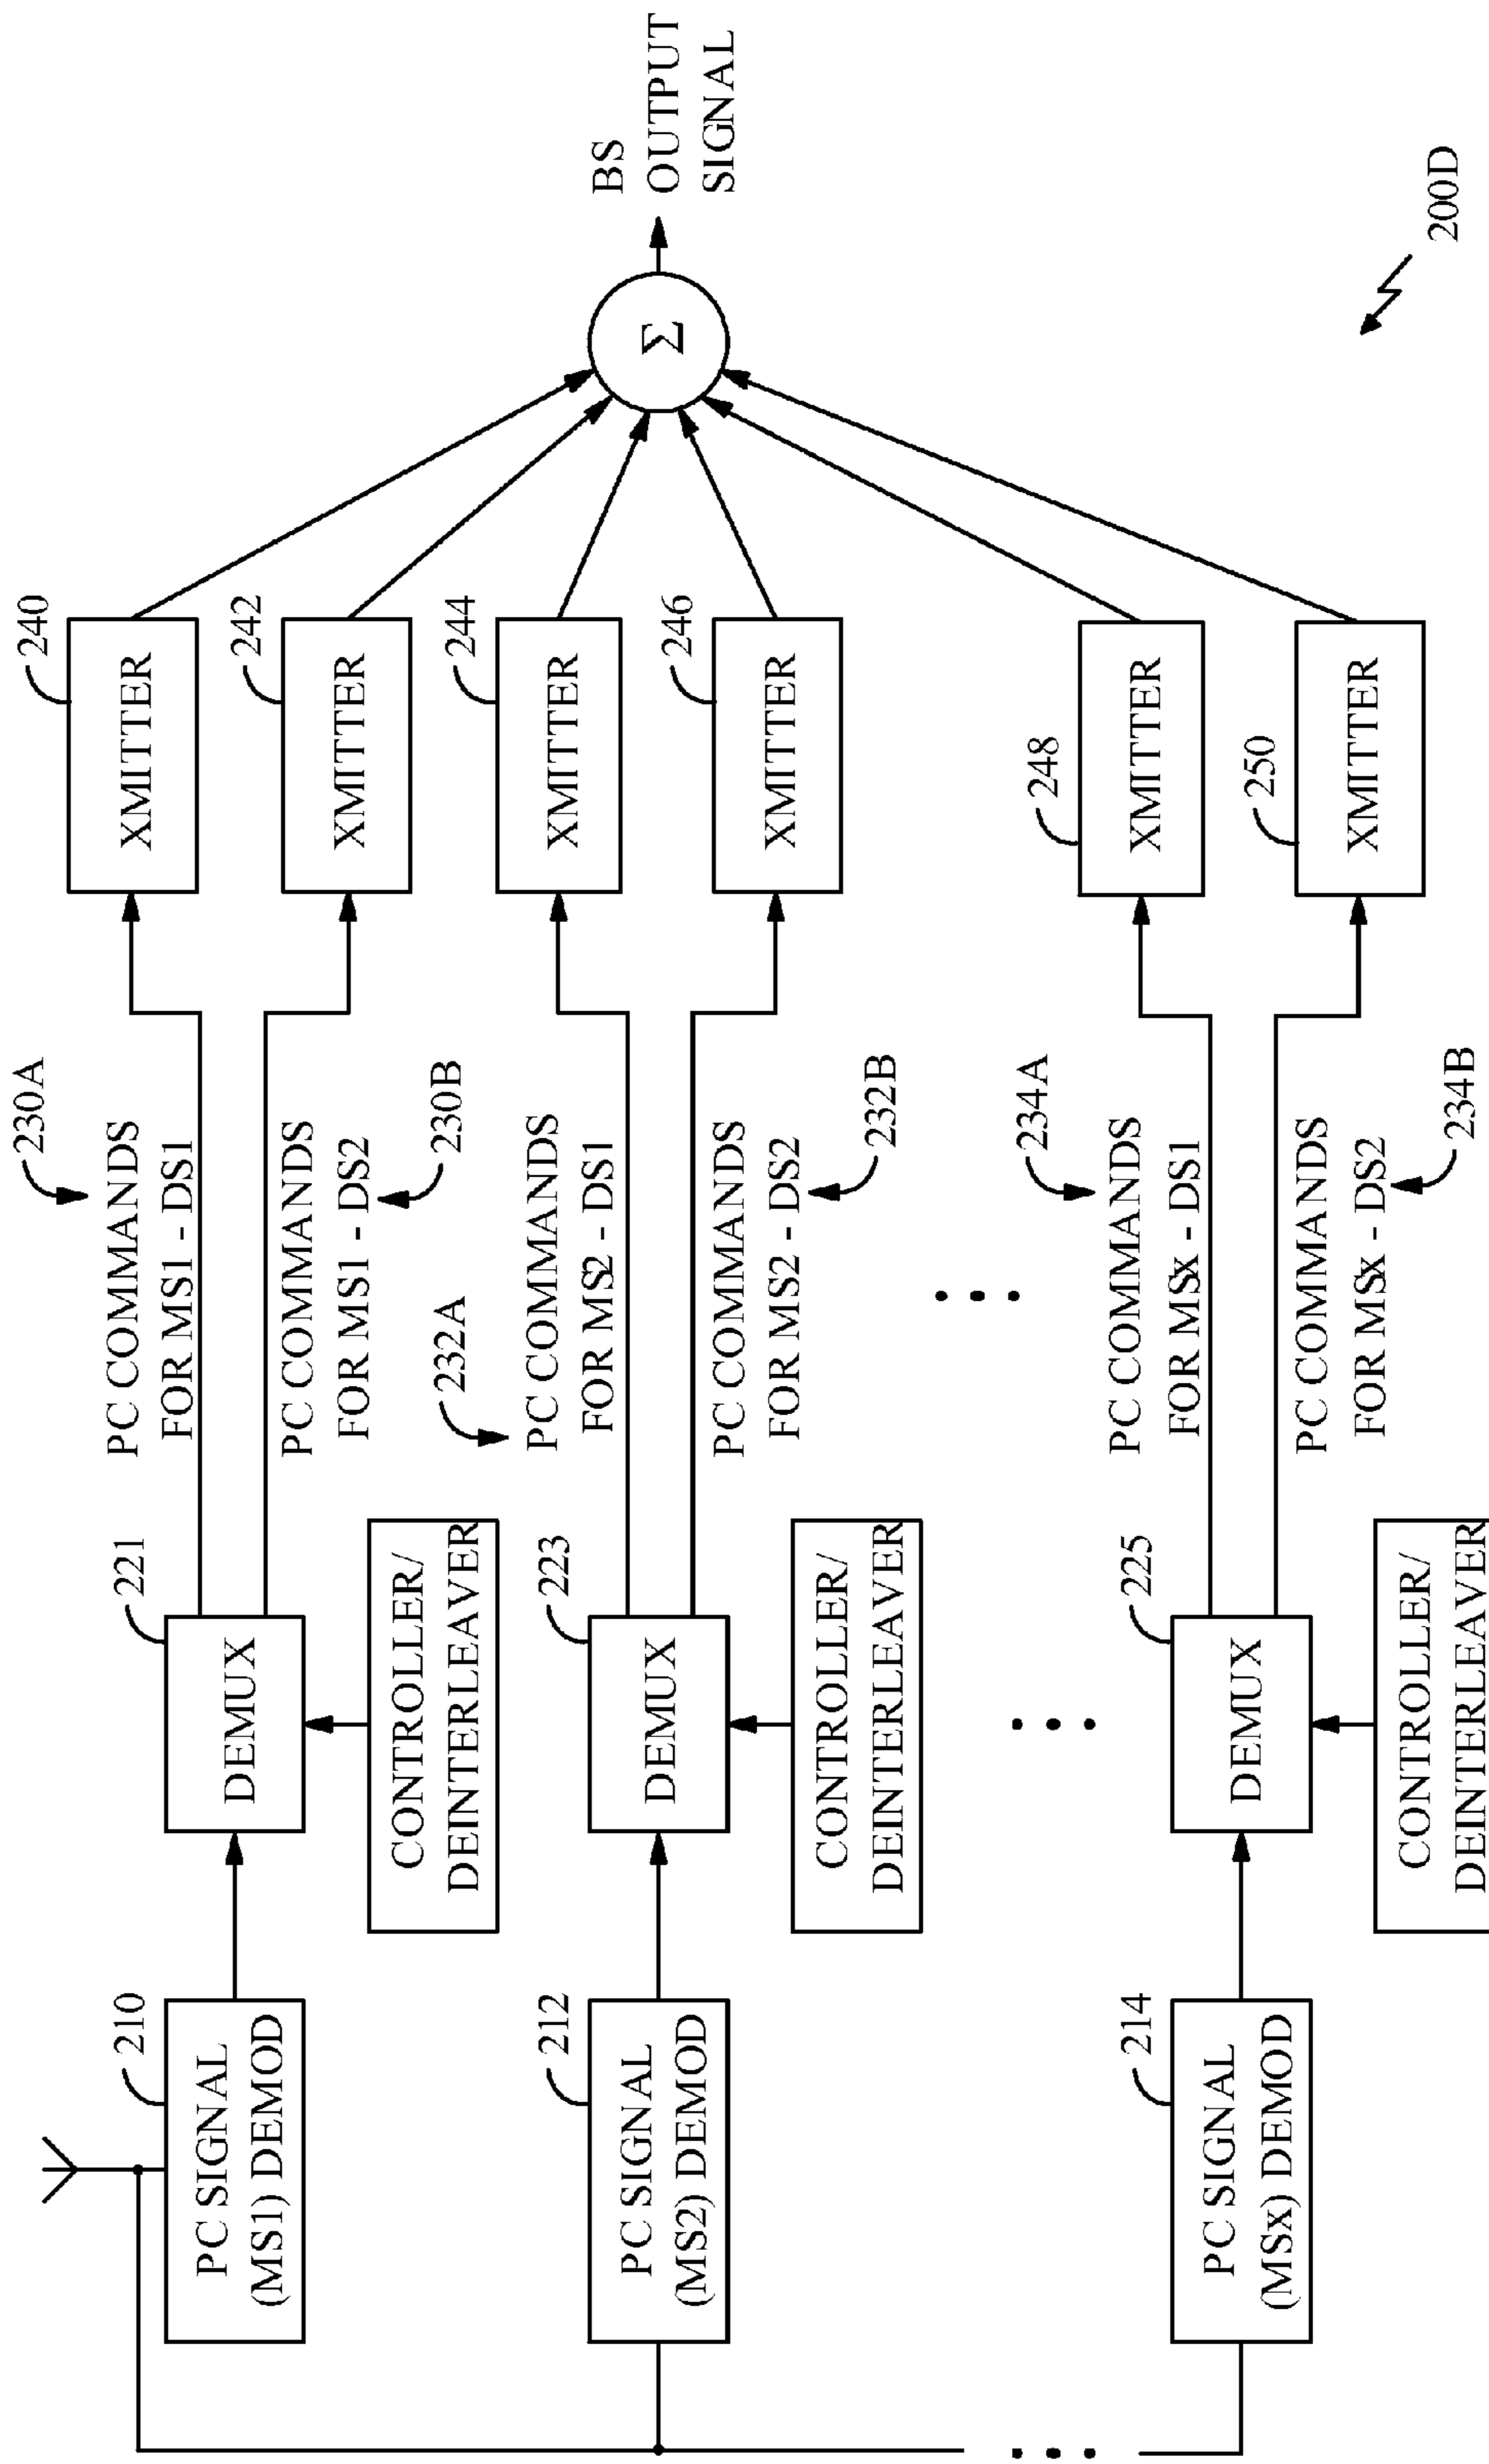 210
PC SIGNAL
(MS1) DEMOD
221
DEMUX
CONTROLLER/
DEINTERLEAVER
230A
PC COMMANDS
FOR MS1 - DS1
PC COMMANDS
FOR MS1 - DS2
230B
240
XMITTER
242
XMITTER
212
PC SIGNAL
(MS2) DEMOD
223
DEMUX
CONTROLLER/
DEINTERLEAVER
232A
PC COMMANDS
FOR MS2 - DS1
PC COMMANDS
FOR MS2 - DS2
232B
244
XMITTER
246
XMITTER
214
PC SIGNAL
(MSx) DEMOD
225
DEMUX
CONTROLLER/
DEINTERLEAVER
234A
PC COMMANDS
FOR MSx - DS1
PC COMMANDS
FOR MSx - DS2
234B
248
XMITTER
250
XMITTER
Σ
BS
OUTPUT
SIGNAL
200D